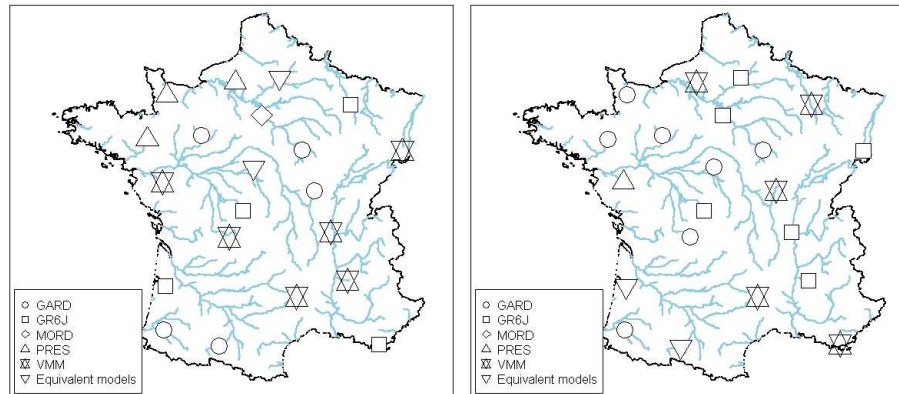 GARD
GR6J
MORD
PRES
VMM
Equivalent models
GARD
GR6J
MORD
PRES
VMM
Equivalent models